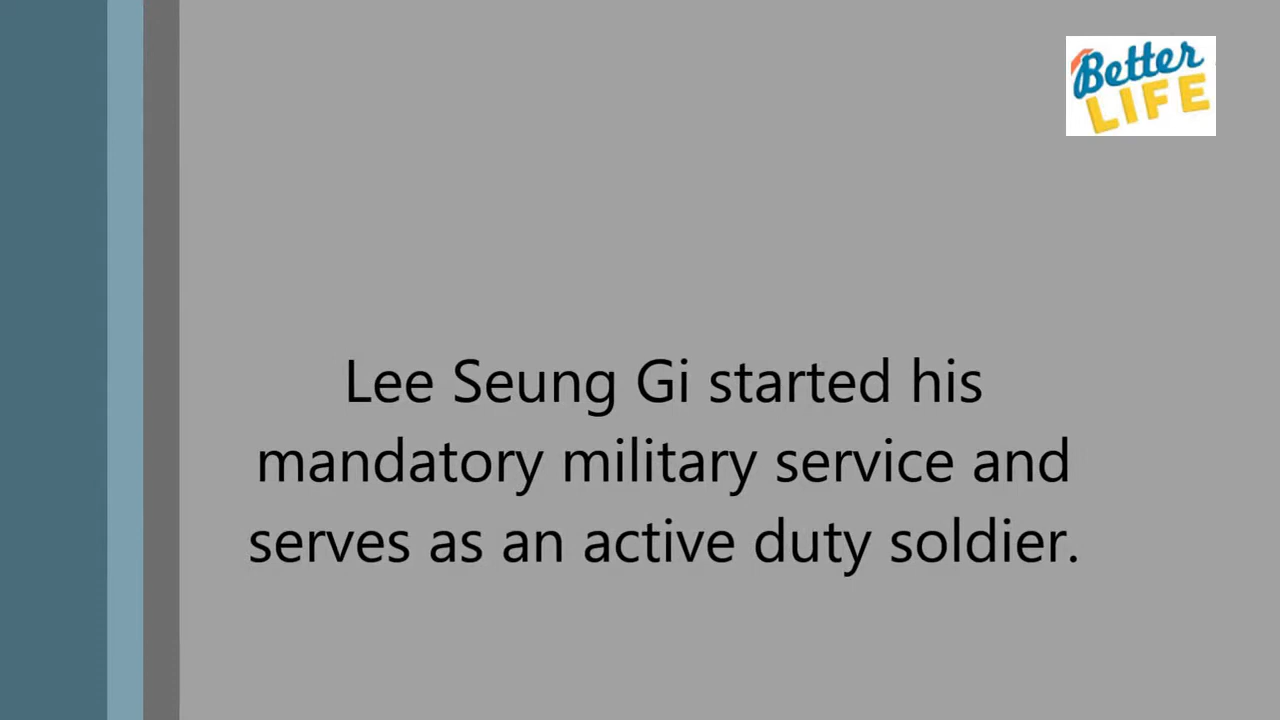 Better
LIFE
Lee Seung Gi started his
mandatory military service and
serves as an active duty soldier.